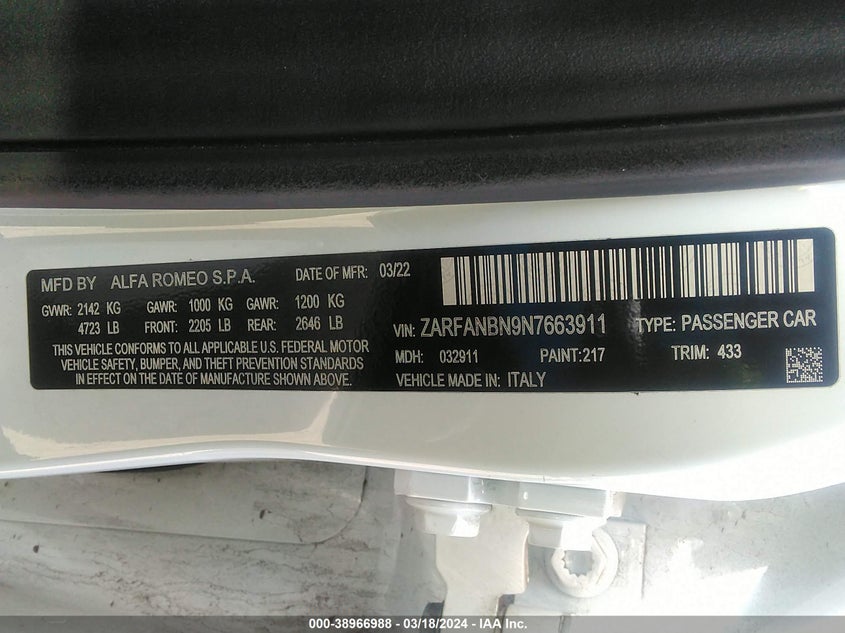 MFD BY ALFA ROMEO S.P.A. DATE OF MFR: 03/22
GVWR: 2142 KG GAWR: 1000 KG GAWR: 1200 KG
4723 LB FRONT: 2205 LB REAR: 2646 LB
THIS VEHICLE CONFORMS TO ALL APPLICABLE U.S. FEDERAL MOTOR
VEHICLE SAFETY, BUMPER, AND THEFT PREVENTION STANDARDS
IN EFFECT ON THE DATE OF MANUFACTURE SHOWN ABOVE.
VIN: ZARFANBN9N7663911 TYPE: PASSENGER CAR
MDH: 032911 PAINT:217 TRIM: 433
VEHICLE MADE IN: ITALY
000-38966988 - 03/18/2024 - IAA Inc.